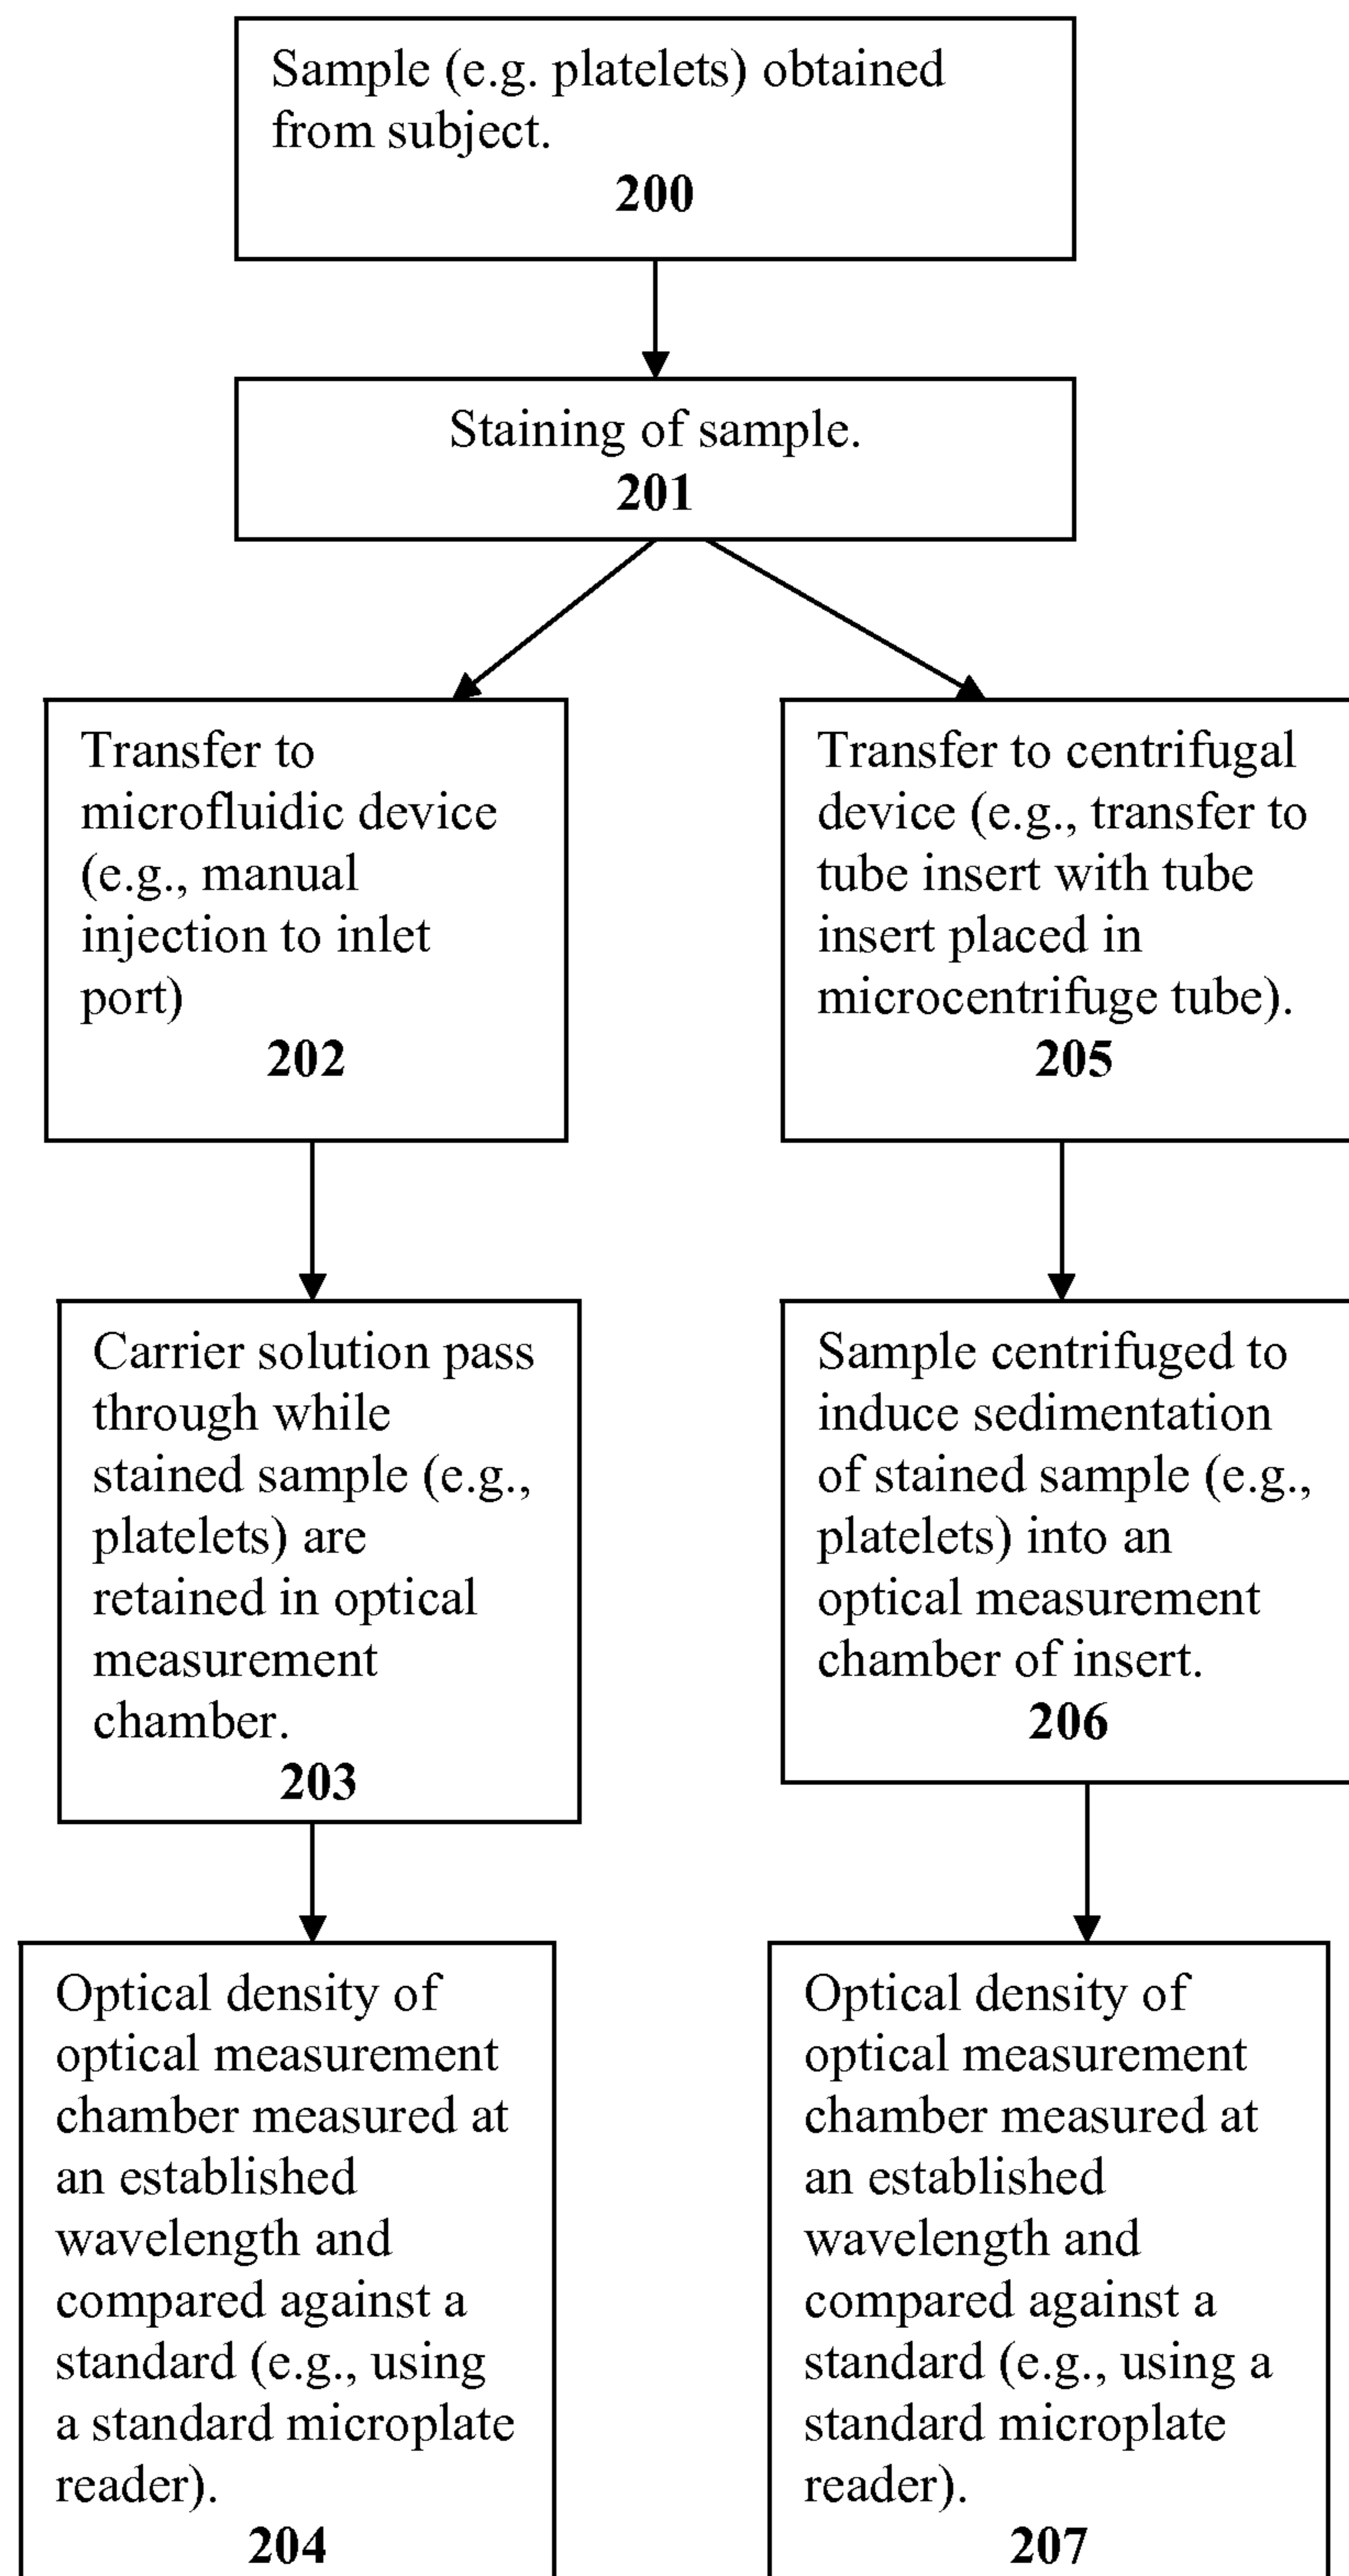 Sample (e.g. platelets) obtained
from subject.
200
Staining of sample.
201
Transfer to
microfluidic device
(e.g., manual
injection to inlet
port)
202
Transfer to centrifugal
device (e.g., transfer to
tube insert with tube
insert placed in
microcentrifuge tube).
205
Carrier solution pass
through while
stained sample (e.g.,
platelets) are
retained in optical
measurement
chamber.
203
Sample centrifuged to
induce sedimentation
of stained sample (e.g.,
platelets) into an
optical measurement
chamber of insert.
206
Optical density of
optical measurement
chamber measured at
an established
wavelength and
compared against a
standard (e.g., using
a standard microplate
reader).
204
Optical density of
optical measurement
chamber measured at
an established
wavelength and
compared against a
standard (e.g., using a
standard microplate
reader).
207